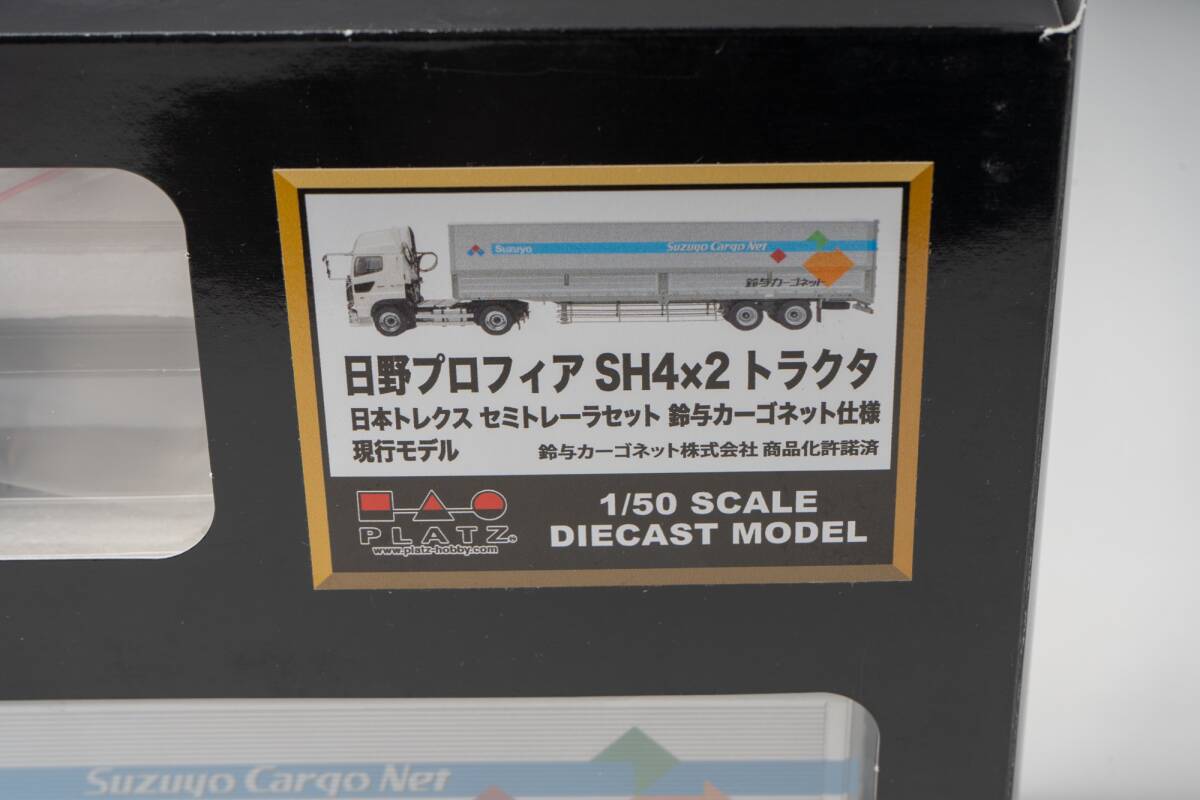 Suzuyo
Suzuyo Cargo Net
鈴与カーゴネット
日野プロフィア SH4×2 トラクタ
日本トレクス セミトレーラセット 鈴与カーゴネット仕様
現行モデル
鈴与カーゴネット株式会社 商品化許諾済
PLATZ®
www.platz-hobby.com
1/50 SCALE
DIECAST MODEL
Suzuyo Cargo Net